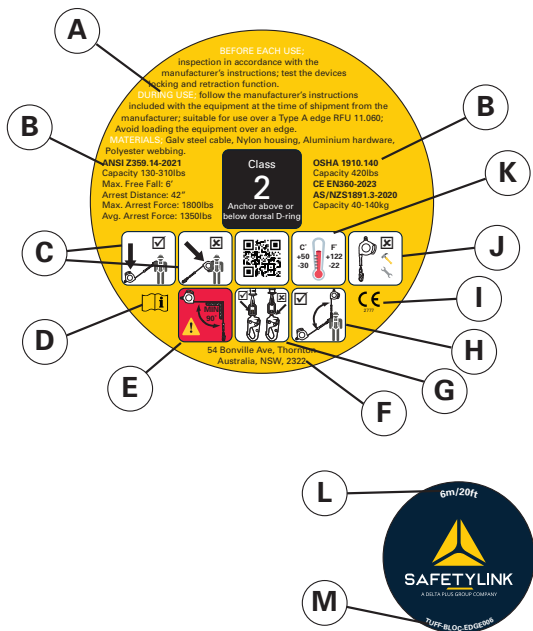 A
BEFORE EACH USE;
inspection in accordance with the
manufacturer's instructions; test the devices
locking and retraction function.
DURING USE; follow the manufacturer's instructions
included with the equipment at the time of shipment from the
manufacturer; suitable for use over a Type A edge RFU 11.060;
Avoid loading the equipment over an edge.
MATERIALS; Galv steel cable, Nylon housing, Aluminium hardware,
Polyester webbing.
B
B
ANSI Z359.14-2021
Capacity 130-310lbs
Max. Free Fall: 6'
Arrest Distance: 42"
Max. Arrest Force: 1800lbs
Avg. Arrest Force: 1350lbs
Class
2
Anchor above or
below dorsal D-ring
OSHA 1910.140
Capacity 420lbs
CE EN360-2023
AS/NZS1891.3-2020
Capacity 40-140kg
K
C
C° F°
+50 +122
-30 -22
J
D
MIN
90°
CE
2777
I
H
E
G
54 Bonville Ave, Thornton
Australia, NSW, 2322
F
L
6m/20ft
SAFETYLINK
A DELTA PLUS GROUP COMPANY
M
TUFF-BLOC-EDGE006